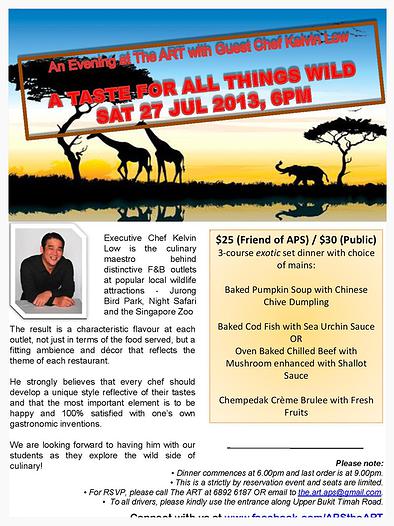 An Evening at The ART with Guest Chef Kelvin Low
A TASTE FOR ALL THINGS WILD
SAT 27 JUL 2013, 6PM
Executive Chef Kelvin
Low is the culinary
maestro behind
distinctive F&B outlets
at popular local wildlife
attractions - Jurong
Bird Park, Night Safari
and the Singapore Zoo
The result is a characteristic flavour at each
outlet, not just in terms of the food served, but a
fitting ambience and décor that reflects the
theme of each restaurant.
He strongly believes that every chef should
develop a unique style reflective of their tastes
and that the most important element is to be
happy and 100% satisfied with one's own
gastronomic inventions.
We are looking forward to having him with our
students as they explore the wild side of
culinary!
$25 (Friend of APS) / $30 (Public)
3-course exotic set dinner with choice
of mains:
Baked Pumpkin Soup with Chinese
Chive Dumpling
Baked Cod Fish with Sea Urchin Sauce
OR
Oven Baked Chilled Beef with
Mushroom enhanced with Shallot
Sauce
Chempedak Crème Brulee with Fresh
Fruits
Please note:
• Dinner commences at 6.00pm and last order is at 9.00pm.
• This is a strictly by reservation event and seats are limited.
• For RSVP, please call The ART at 6892 6187 OR email to the.art.aps@gmail.com.
• To all drivers, please kindly use the entrance along Upper Bukit Timah Road.
Connect with us at www.facebook.com/APStheART